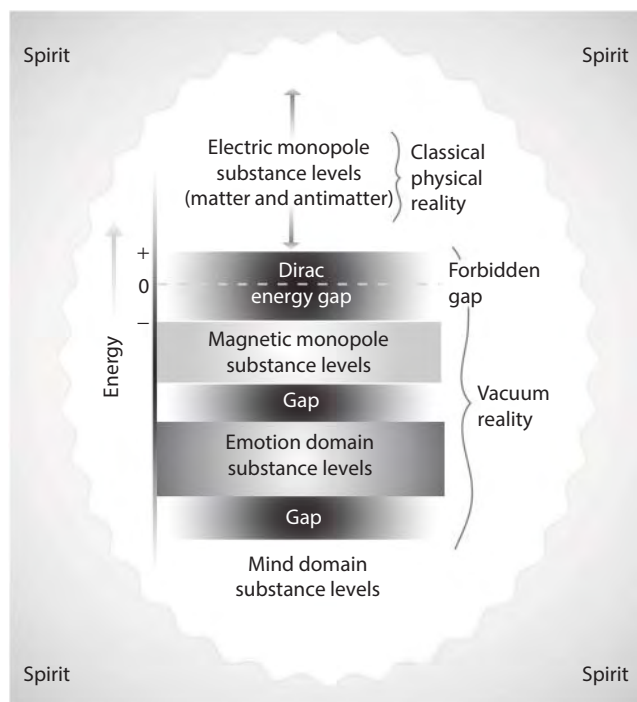 Spirit
Spirit
Electric monopole
substance levels
(matter and antimatter)
Classical
physical
reality
+
0
−
Energy
Dirac
energy gap
Forbidden
gap
Magnetic monopole
substance levels
Gap
Vacuum
reality
Emotion domain
substance levels
Gap
Mind domain
substance levels
Spirit
Spirit